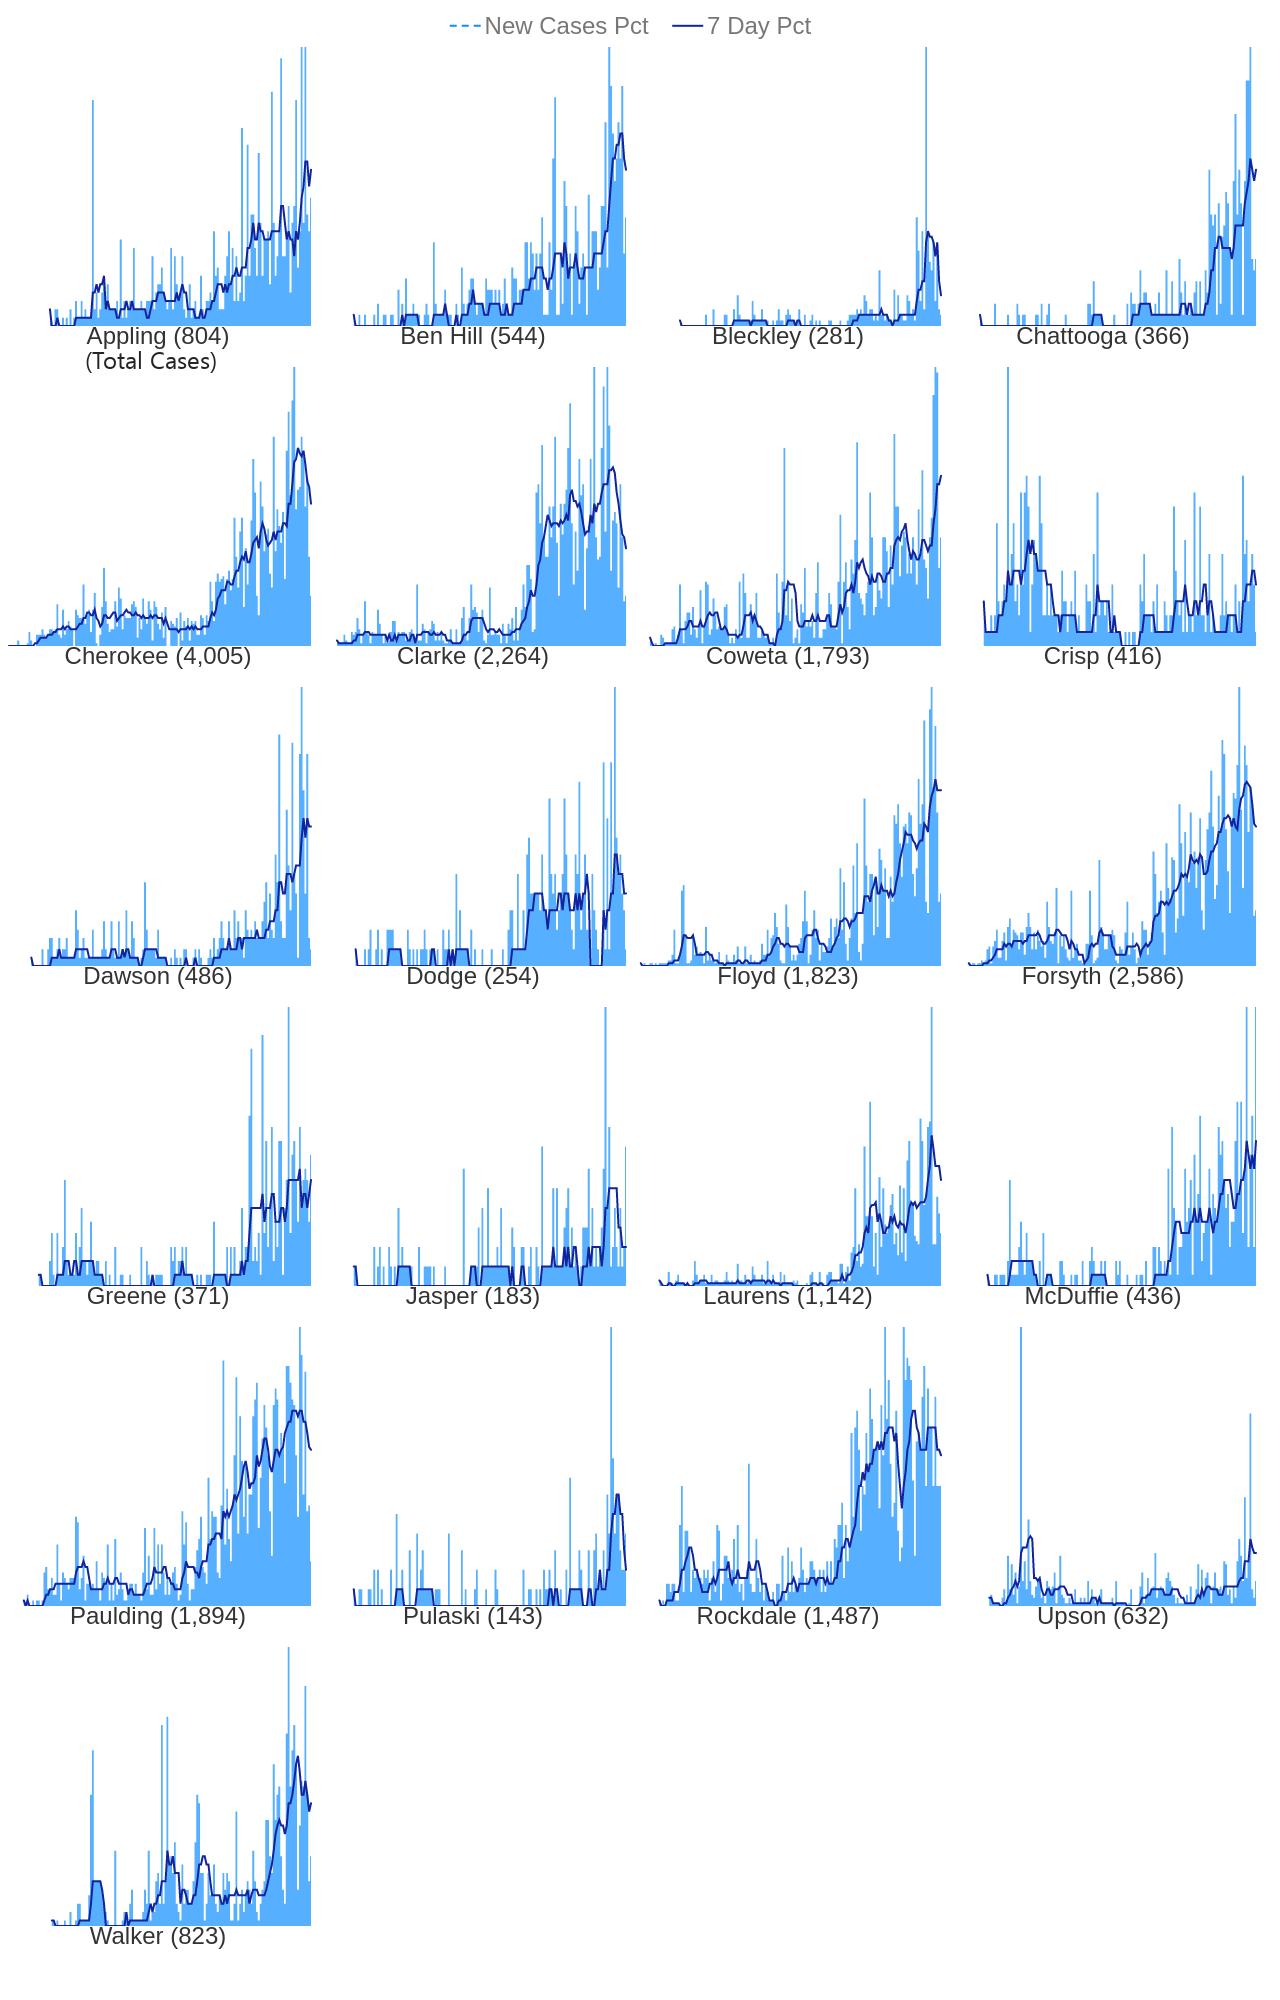 New Cases Pct 7 Day Pct
Appling (804) Ben Hill (544) Bleckley (281) Chattooga (366)
(Total Cases)
Cherokee (4,005) Clarke (2,264) Coweta (1,793) Crisp (416)
Dawson (486) Dodge (254) Floyd (1,823) Forsyth (2,586)
Greene (371) Jasper (183) Laurens (1,142) McDuffie (436)
Paulding (1,894) Pulaski (143) Rockdale (1,487) Upson (632)
Walker (823)